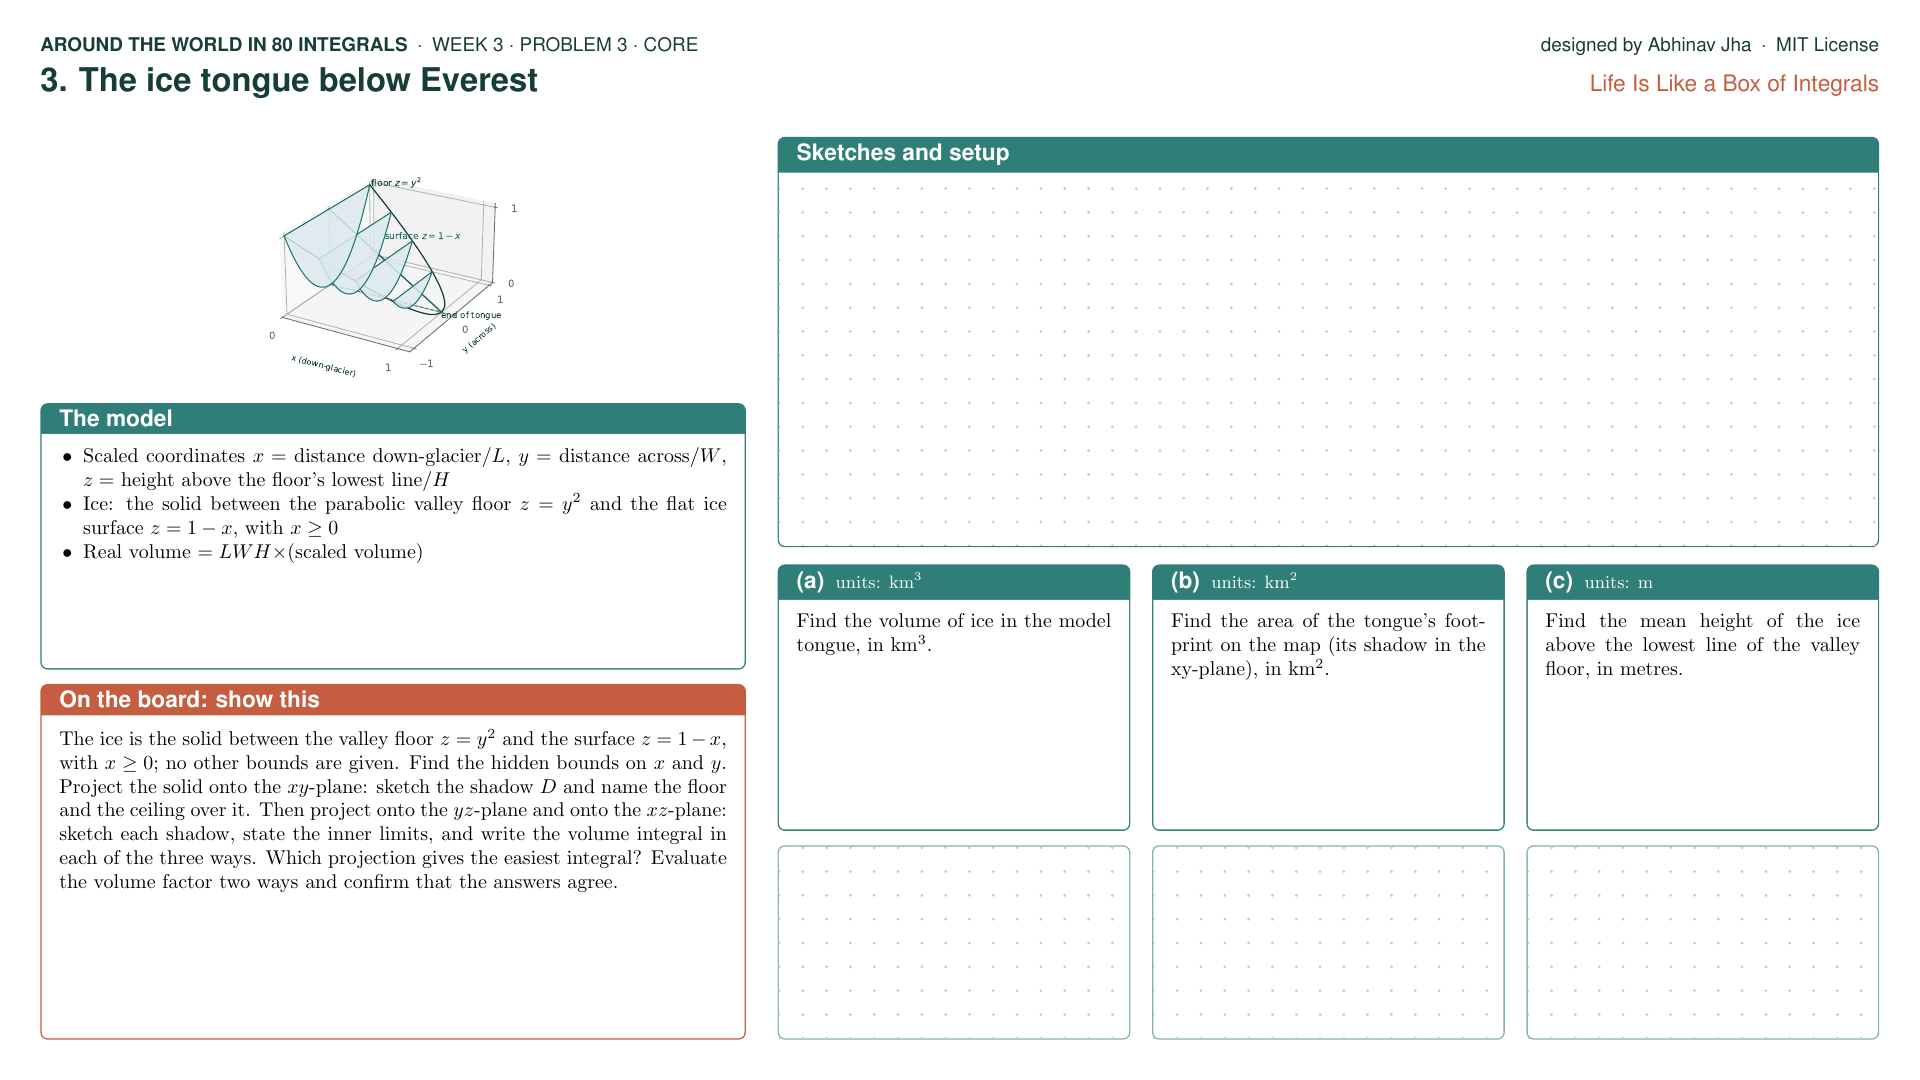 AROUND THE WORLD IN 80 INTEGRALS · WEEK 3 · PROBLEM 3 · CORE
designed by Abhinav Jha · MIT License
3. The ice tongue below Everest
Life Is Like a Box of Integrals
floor z = y²
surface z = 1 − x
end of tongue
0
1
x (down-glacier)
−1
0
1
y (across)
0
1
The model
• Scaled coordinates x = distance down-glacier/L, y = distance across/W,
z = height above the floor's lowest line/H
• Ice: the solid between the parabolic valley floor z = y² and the flat ice
surface z = 1 − x, with x ≥ 0
• Real volume = LWH×(scaled volume)
On the board: show this
The ice is the solid between the valley floor z = y² and the surface z = 1 − x,
with x ≥ 0; no other bounds are given. Find the hidden bounds on x and y.
Project the solid onto the xy-plane: sketch the shadow D and name the floor
and the ceiling over it. Then project onto the yz-plane and onto the xz-plane:
sketch each shadow, state the inner limits, and write the volume integral in
each of the three ways. Which projection gives the easiest integral? Evaluate
the volume factor two ways and confirm that the answers agree.
Sketches and setup
(a) units: km³
Find the volume of ice in the model
tongue, in km³.
(b) units: km²
Find the area of the tongue's foot-
print on the map (its shadow in the
xy-plane), in km².
(c) units: m
Find the mean height of the ice
above the lowest line of the valley
floor, in metres.